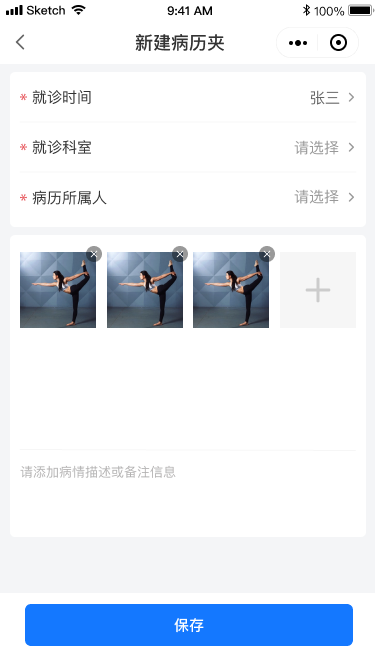 Sketch 9:41 AM 100%
新建病历夹
* 就诊时间 张三
* 就诊科室 请选择
* 病历所属人 请选择
请添加病情描述或备注信息
保存